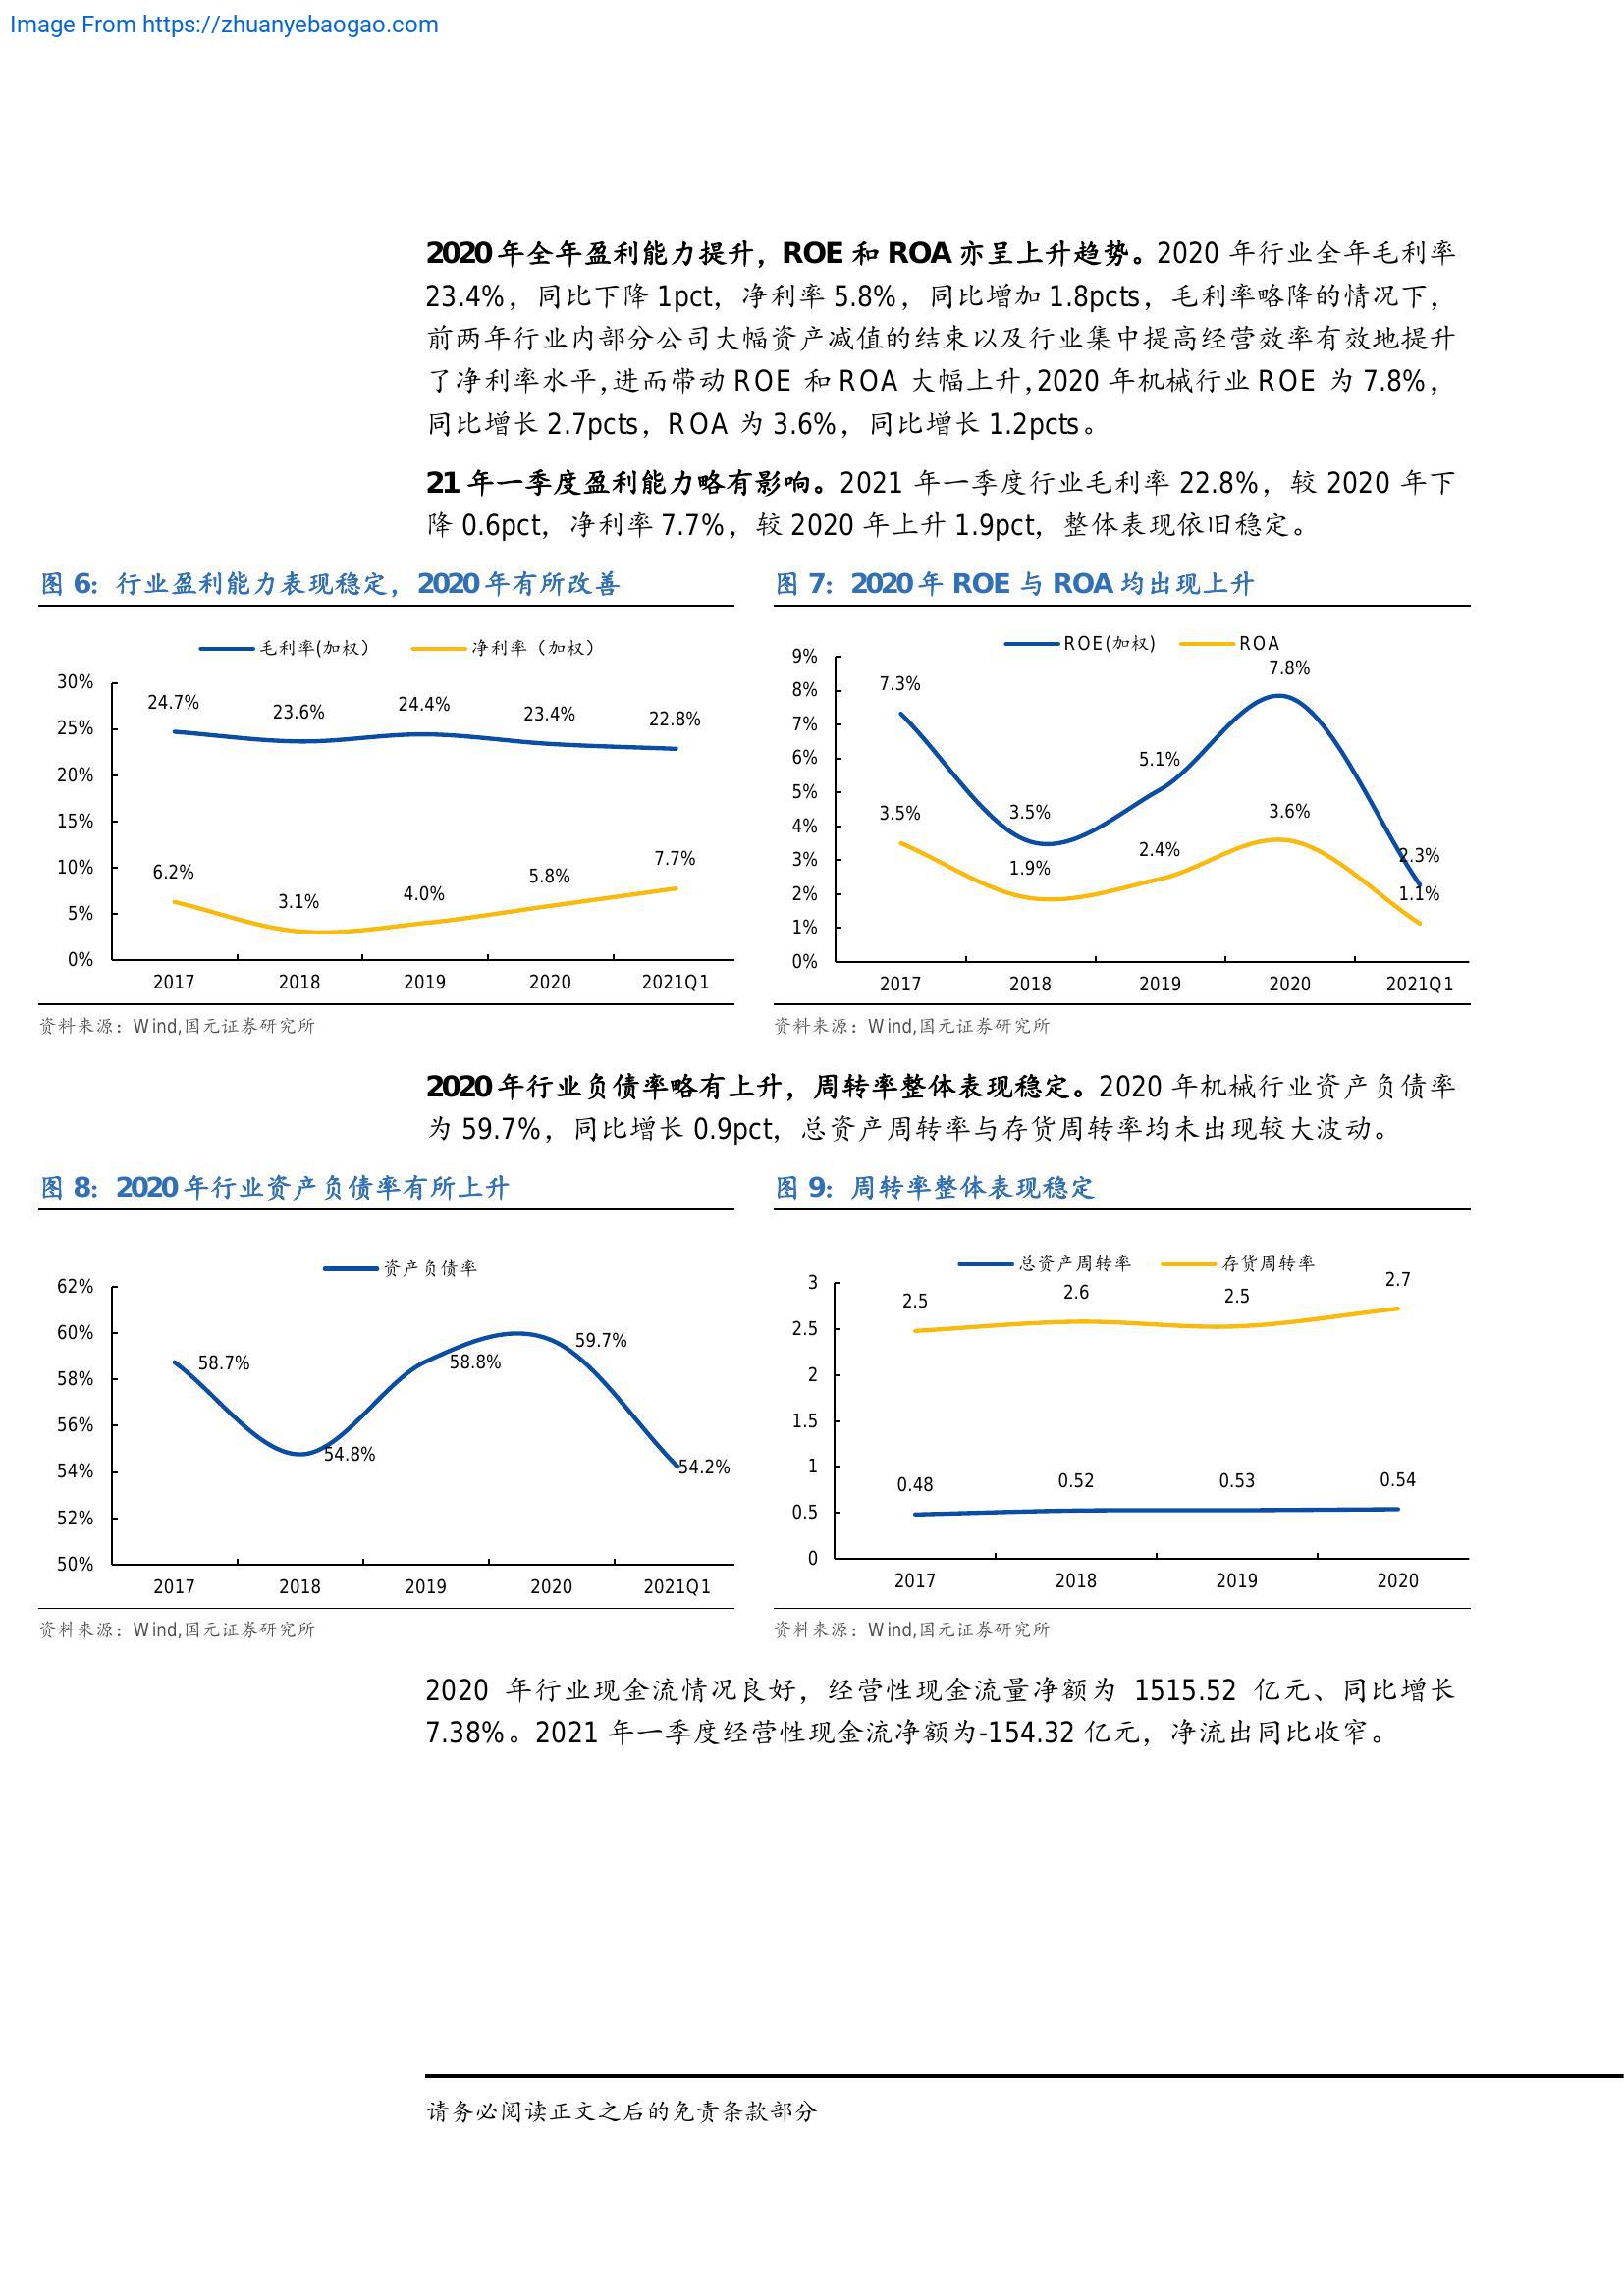 Image From https://zhuanyebaogao.com
2020 年全年盈利能力提升，ROE 和 ROA 亦呈上升趋势。2020 年行业全年毛利率
23.4%，同比下降 1pct，净利率 5.8%，同比增加 1.8pcts，毛利率略降的情况下，
前两年行业内部分公司大幅资产减值的结束以及行业集中提高经营效率有效地提升
了净利率水平,进而带动 ROE 和 ROA 大幅上升,2020 年机械行业 ROE 为 7.8%，
同比增长 2.7pcts，ROA 为 3.6%，同比增长 1.2pcts。
21 年一季度盈利能力略有影响。2021 年一季度行业毛利率 22.8%，较 2020 年下
降 0.6pct，净利率 7.7%，较 2020 年上升 1.9pct，整体表现依旧稳定。
图 6：行业盈利能力表现稳定，2020 年有所改善
毛利率(加权） 净利率（加权）
30%
25%
20%
15%
10%
5%
0%
24.7% 23.6% 24.4% 23.4% 22.8%
6.2% 3.1% 4.0% 5.8% 7.7%
2017 2018 2019 2020 2021Q1
资料来源：Wind,国元证券研究所
图 7：2020 年 ROE 与 ROA 均出现上升
ROE(加权) ROA
9%
8%
7%
6%
5%
4%
3%
2%
1%
0%
7.3% 3.5% 5.1% 7.8% 2.3%
3.5% 1.9% 2.4% 3.6% 1.1%
2017 2018 2019 2020 2021Q1
资料来源：Wind,国元证券研究所
2020 年行业负债率略有上升，周转率整体表现稳定。2020 年机械行业资产负债率
为 59.7%，同比增长 0.9pct，总资产周转率与存货周转率均未出现较大波动。
图 8：2020 年行业资产负债率有所上升
资产负债率
62%
60%
58%
56%
54%
52%
50%
58.7% 54.8% 58.8% 59.7% 54.2%
2017 2018 2019 2020 2021Q1
资料来源：Wind,国元证券研究所
图 9：周转率整体表现稳定
总资产周转率 存货周转率
3
2.5
2
1.5
1
0.5
0
2.5 2.6 2.5 2.7
0.48 0.52 0.53 0.54
2017 2018 2019 2020
资料来源：Wind,国元证券研究所
2020 年行业现金流情况良好，经营性现金流量净额为 1515.52 亿元、同比增长
7.38%。2021 年一季度经营性现金流净额为-154.32 亿元，净流出同比收窄。
请务必阅读正文之后的免责条款部分